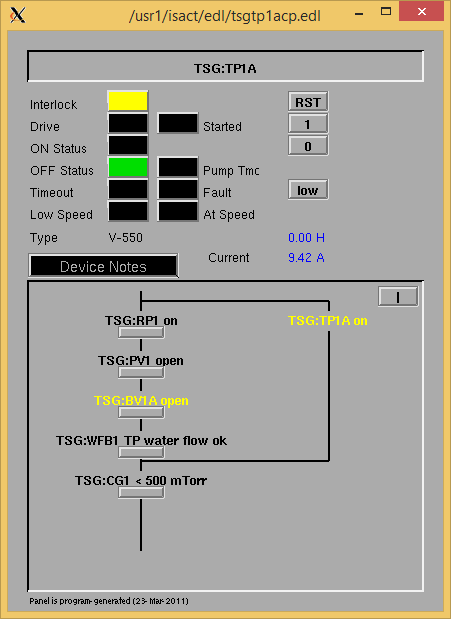 /usr1/isact/edl/tsgtp1acp.edl
TSG:TP1A
Interlock RST
Drive Started 1
ON Status 0
OFF Status Pump Tmo
Timeout Fault low
Low Speed At Speed
Type V-550 0.00 H
Device Notes Current 9.42 A
I
TSG:RP1 on TSG:TP1A on
TSG:PV1 open
TSG:BV1A open
TSG:WFB1 TP water flow ok
TSG:CG1 < 500 mTorr
Panel is program-generated (23-Mar-2011)